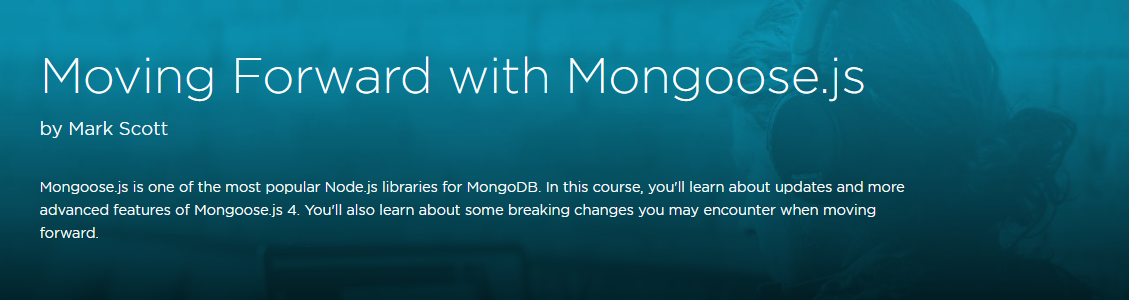 Moving Forward with Mongoose.js
by Mark Scott
Mongoose.js is one of the most popular Node.js libraries for MongoDB. In this course, you'll learn about updates and more
advanced features of Mongoose.js 4. You'll also learn about some breaking changes you may encounter when moving
forward.